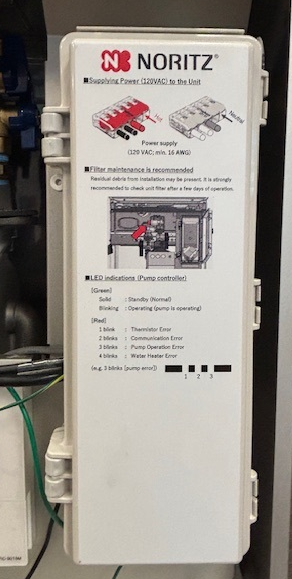 NORITZ®
■Supplying Power (120VAC) to the Unit
Hot
Neutral
Power supply
(120 VAC; min. 16 AWG)
■Filter maintenance is recommended
Residual debris from installation may be present. It is strongly
recommended to check unit filter after a few days of operation.
■LED indications (Pump controller)
[Green]
Solid : Standby (Normal)
Blinking : Operating (pump is operating)
[Red]
1 blink : Thermistor Error
2 blinks : Communication Error
3 blinks : Pump Operation Error
4 blinks : Water Heater Error
(e.g. 3 blinks [pump error])
1 2 3